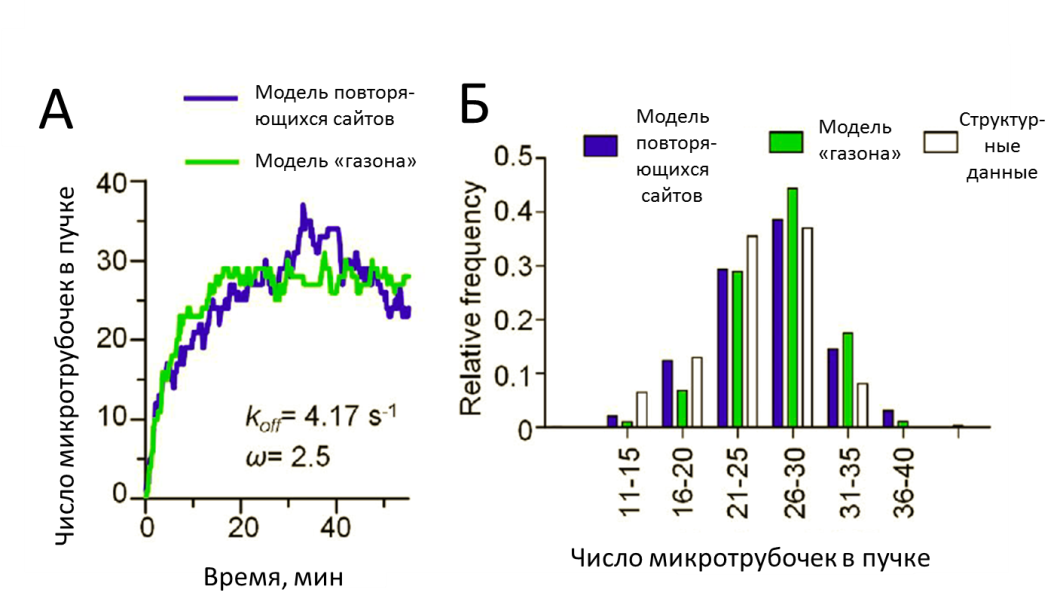 А
Модель повторя-
ющихся сайтов
Модель «газона»
Число микротрубочек в пучке
40
30
20
10
0
k_off= 4.17 s⁻¹
ω= 2.5
0
20
40
Время, мин
Б
Модель
повторя-
ющихся
сайтов
Модель
«газона»
Структур-
ные
данные
Relative frequency
0.5
0.4
0.3
0.2
0.1
0
11-15
16-20
21-25
26-30
31-35
36-40
Число микротрубочек в пучке